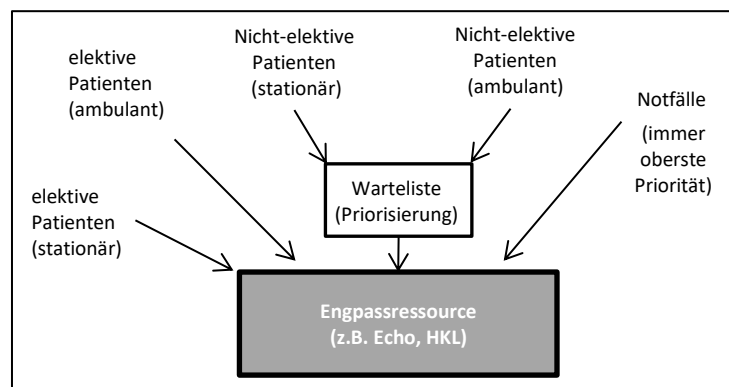 elektive
Patienten
(ambulant)
Nicht-elektive
Patienten
(stationär)
Nicht-elektive
Patienten
(ambulant)
Notfälle
(immer
oberste
Priorität)
elektive
Patienten
(stationär)
Warteliste
(Priorisierung)
Engpassressource
(z.B. Echo, HKL)